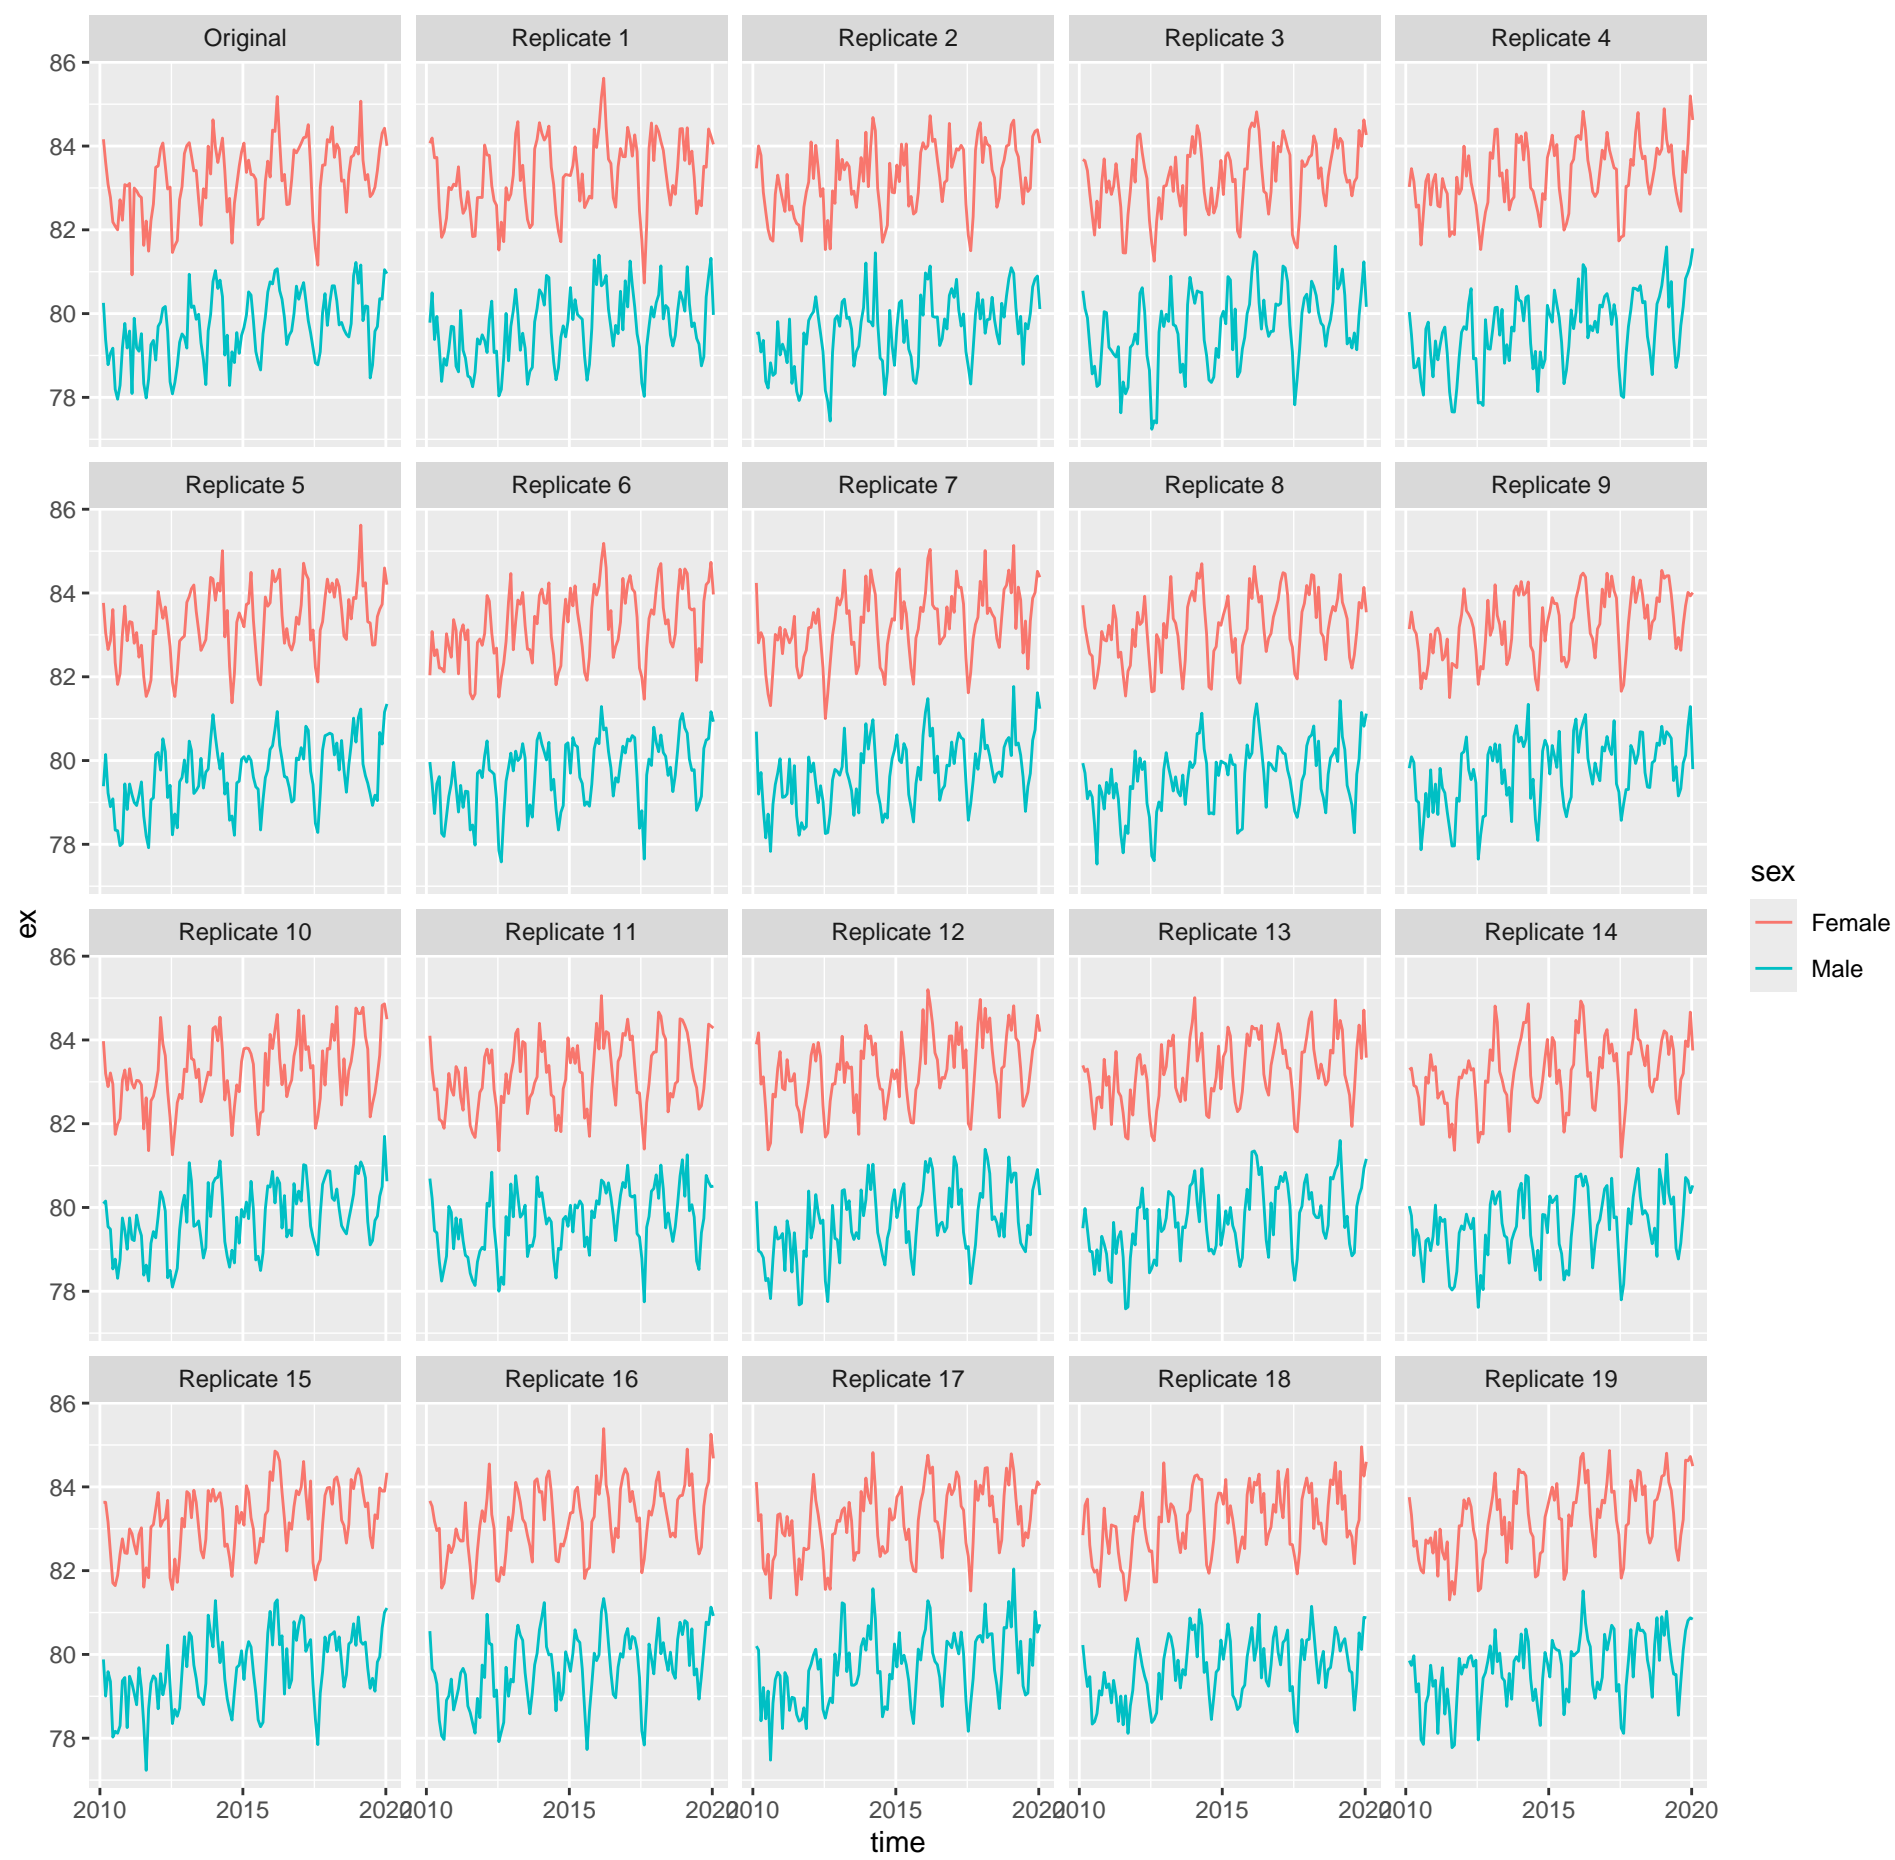 Original Replicate 1 Replicate 2 Replicate 3 Replicate 4
86
84
82
80
78
Replicate 5 Replicate 6 Replicate 7 Replicate 8 Replicate 9
86
84
82
80
78
ex
sex
Female
Male
Replicate 10 Replicate 11 Replicate 12 Replicate 13 Replicate 14
86
84
82
80
78
Replicate 15 Replicate 16 Replicate 17 Replicate 18 Replicate 19
86
84
82
80
78
2010 2015 2020 2010 2015 2020 2010 2015 2020 2010 2015 2020 2010 2015 2020
time